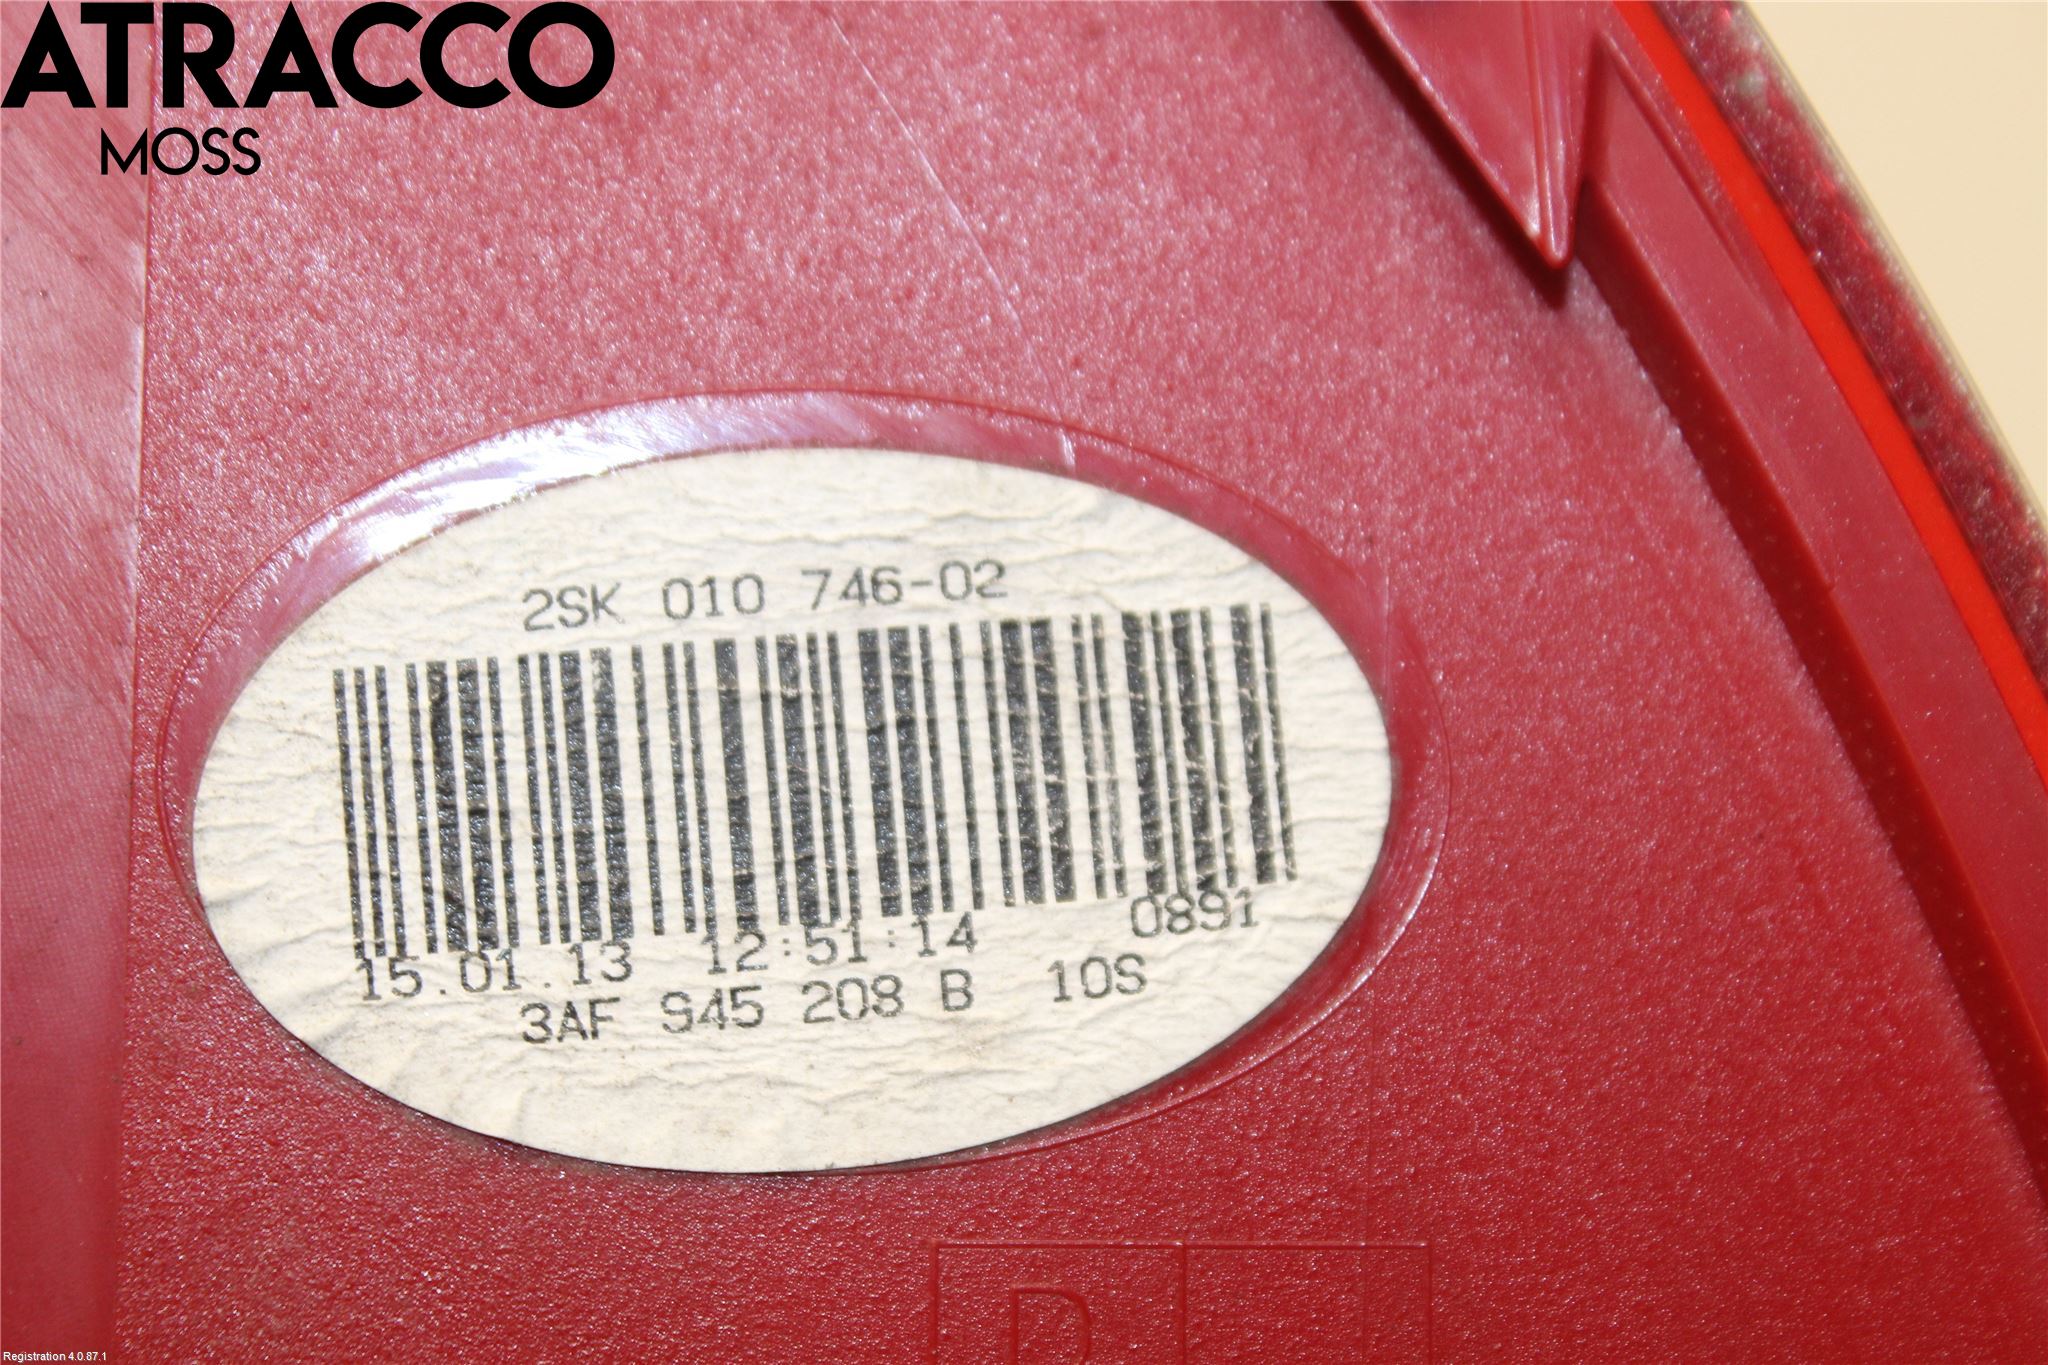 ATRACCO
MOSS
2SK 010 746-02
0891
15.01.13 12:51:14
3AF 945 208 B 10S
R
Registration 4.0.87.1